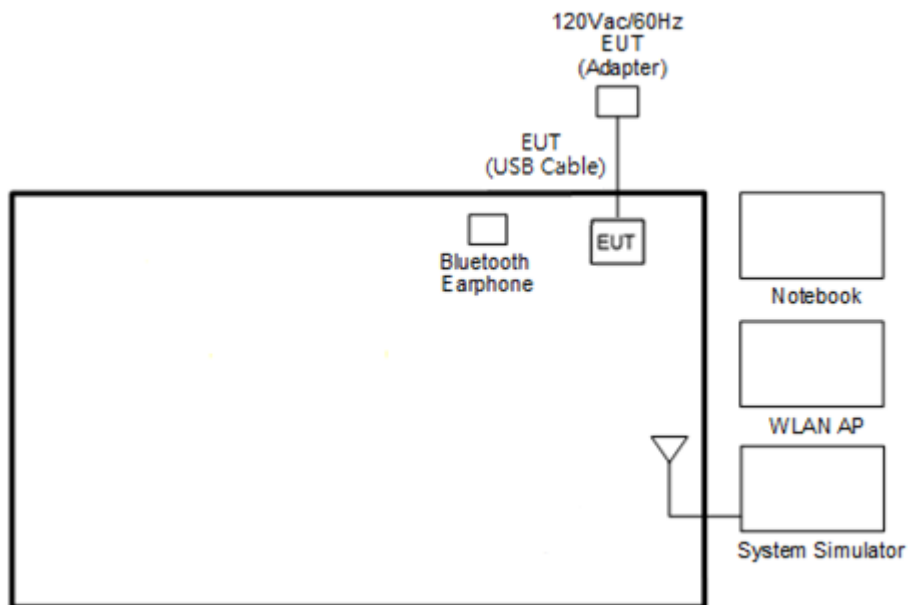 120Vac/60Hz
EUT
(Adapter)
EUT
(USB Cable)
EUT
Bluetooth
Earphone
Notebook
WLAN AP
System Simulator